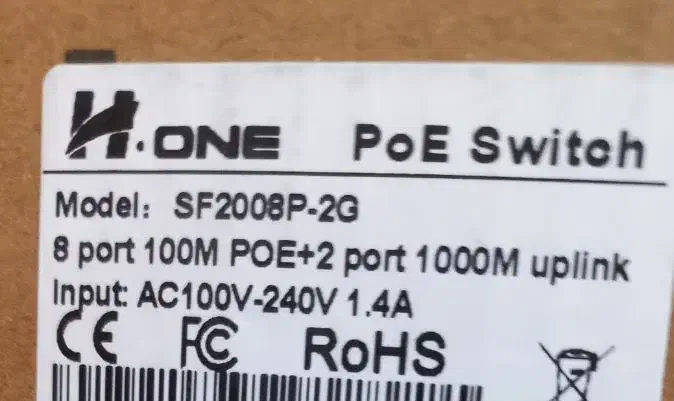 H.ONE PoE Switch
Model: SF2008P-2G
8 port 100M POE+2 port 1000M uplink
Input: AC100V-240V 1.4A
CE FC RoHS